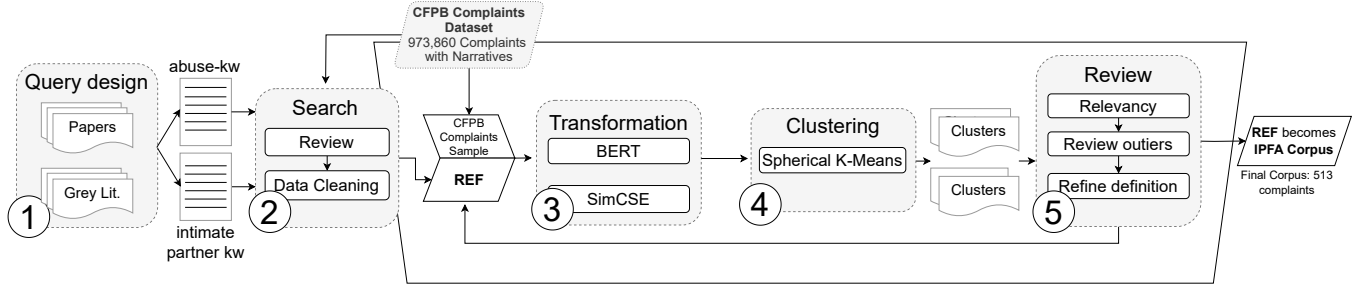 CFPB Complaints
Dataset
973,860 Complaints
with Narratives
Query design
Papers
Grey Lit.
1
abuse-kw
intimate
partner kw
Search
Review
Data Cleaning
2
CFPB
Complaints
Sample
REF
Transformation
BERT
SimCSE
3
Clustering
Spherical K-Means
4
Clusters
Clusters
Review
Relevancy
Review outiers
Refine definition
5
REF becomes
IPFA Corpus
Final Corpus: 513
complaints